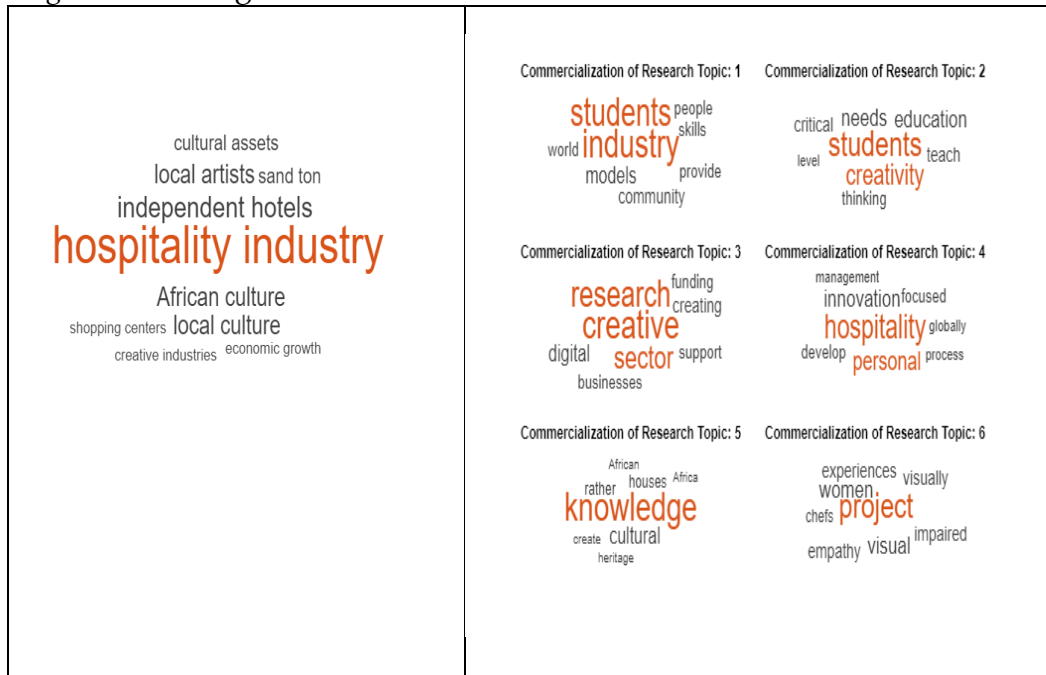 cultural assets
local artists sand ton
independent hotels
hospitality industry
African culture
shopping centers local culture
creative industries economic growth
Commercialization of Research Topic: 1
students people
industry skills
world
models provide
community
Commercialization of Research Topic: 2
critical needs education
level students teach
creativity
thinking
Commercialization of Research Topic: 3
research funding
creative creating
digital sector support
businesses
Commercialization of Research Topic: 4
management
innovation focused
hospitality globally
develop personal process
Commercialization of Research Topic: 5
African
rather houses Africa
knowledge
create cultural
heritage
Commercialization of Research Topic: 6
experiences visually
women
chefs project
empathy visual impaired